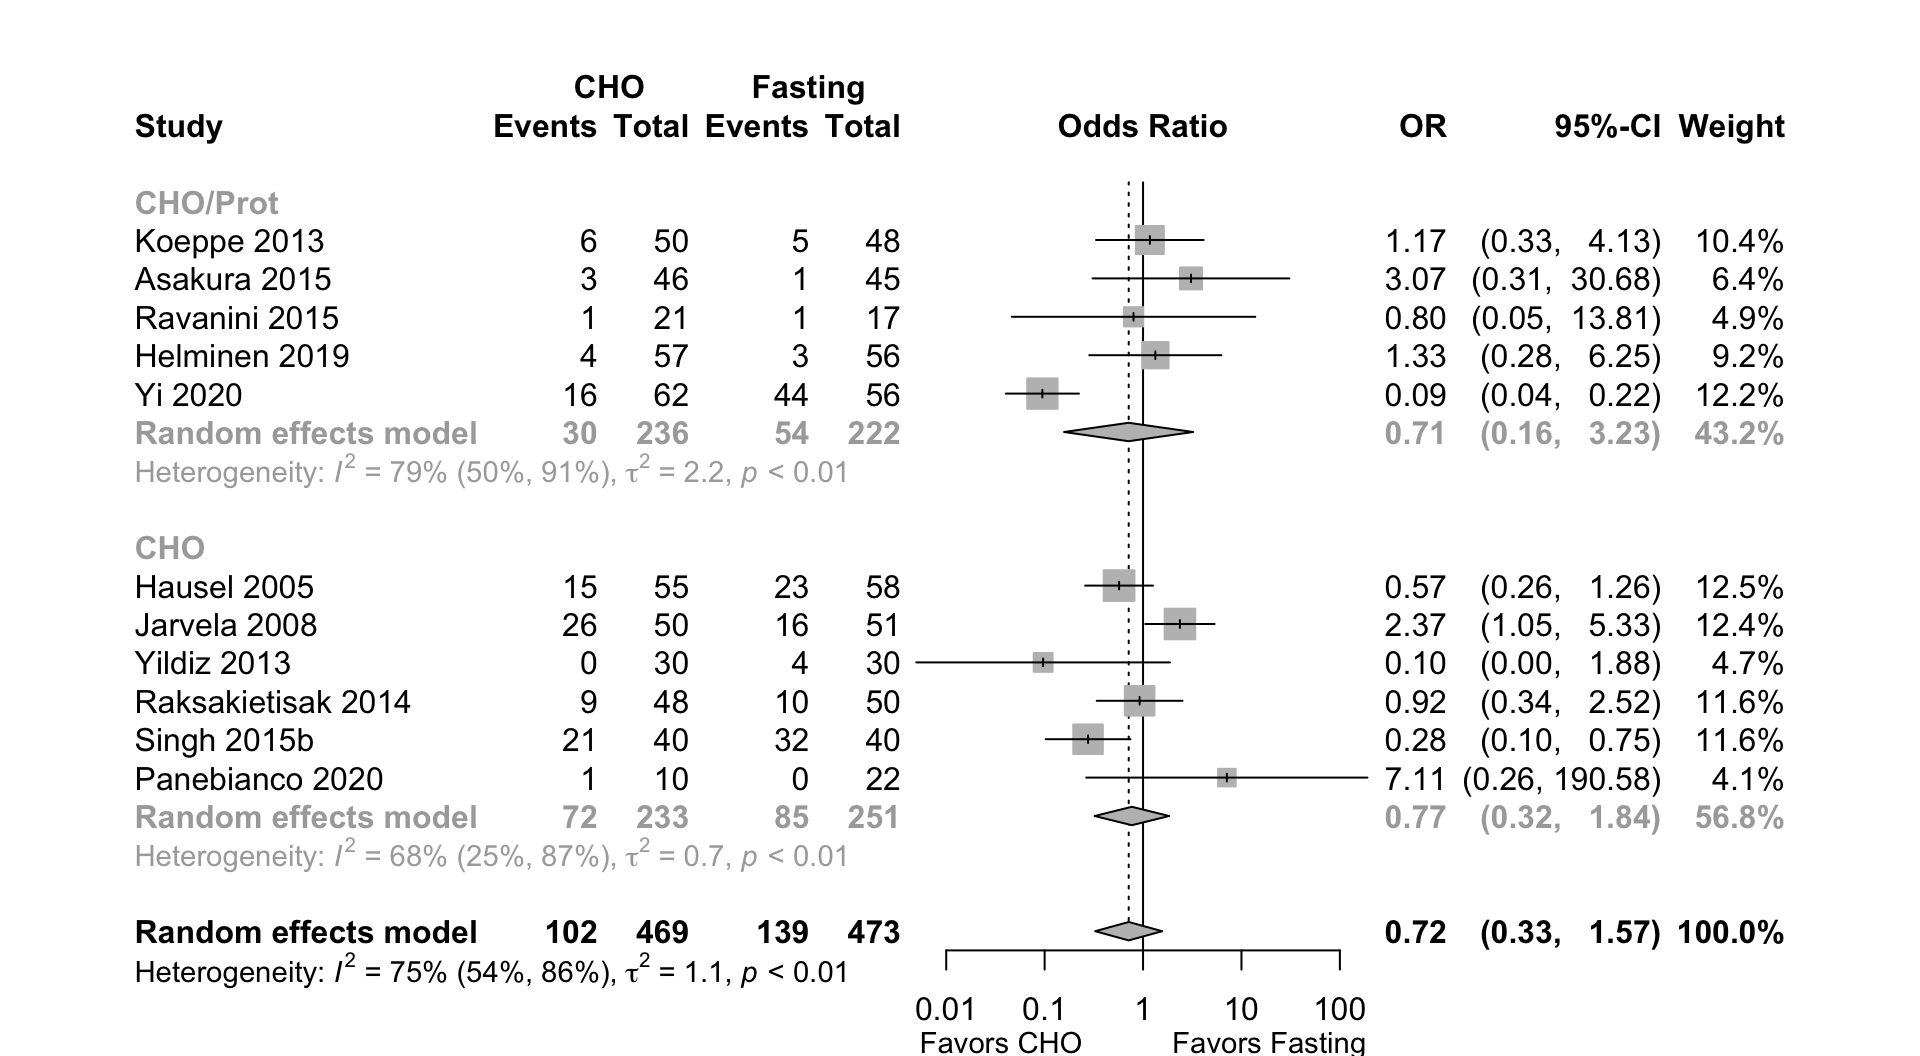 CHO Fasting
Study Events Total Events Total Odds Ratio OR 95%-CI Weight
CHO/Prot
Koeppe 2013 6 50 5 48 1.17 (0.33, 4.13) 10.4%
Asakura 2015 3 46 1 45 3.07 (0.31, 30.68) 6.4%
Ravanini 2015 1 21 1 17 0.80 (0.05, 13.81) 4.9%
Helminen 2019 4 57 3 56 1.33 (0.28, 6.25) 9.2%
Yi 2020 16 62 44 56 0.09 (0.04, 0.22) 12.2%
Random effects model 30 236 54 222 0.71 (0.16, 3.23) 43.2%
Heterogeneity: I² = 79% (50%, 91%), τ² = 2.2, p < 0.01
CHO
Hausel 2005 15 55 23 58 0.57 (0.26, 1.26) 12.5%
Jarvela 2008 26 50 16 51 2.37 (1.05, 5.33) 12.4%
Yildiz 2013 0 30 4 30 0.10 (0.00, 1.88) 4.7%
Raksakietisak 2014 9 48 10 50 0.92 (0.34, 2.52) 11.6%
Singh 2015b 21 40 32 40 0.28 (0.10, 0.75) 11.6%
Panebianco 2020 1 10 0 22 7.11 (0.26, 190.58) 4.1%
Random effects model 72 233 85 251 0.77 (0.32, 1.84) 56.8%
Heterogeneity: I² = 68% (25%, 87%), τ² = 0.7, p < 0.01
Random effects model 102 469 139 473 0.72 (0.33, 1.57) 100.0%
Heterogeneity: I² = 75% (54%, 86%), τ² = 1.1, p < 0.01
0.01 0.1 1 10 100
Favors CHO Favors Fasting